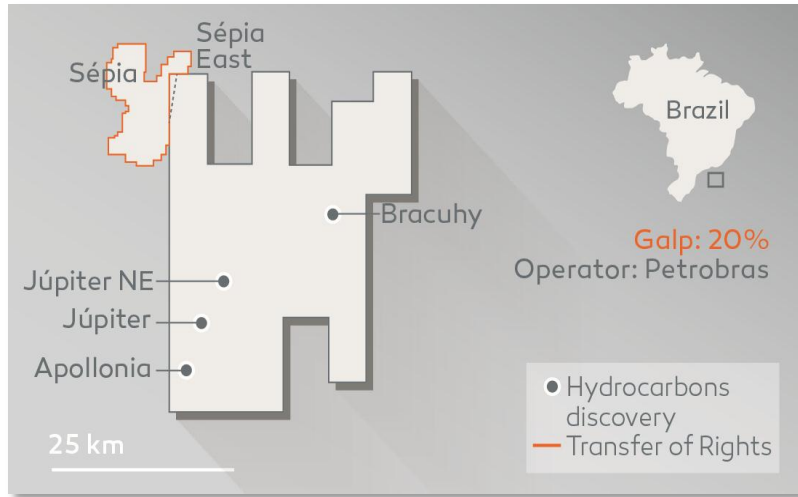 Sépia
East
Sépia
Brazil
Bracuhy
Galp: 20%
Operator: Petrobras
Júpiter NE
Júpiter
Apollonia
25 km
Hydrocarbons
discovery
Transfer of Rights